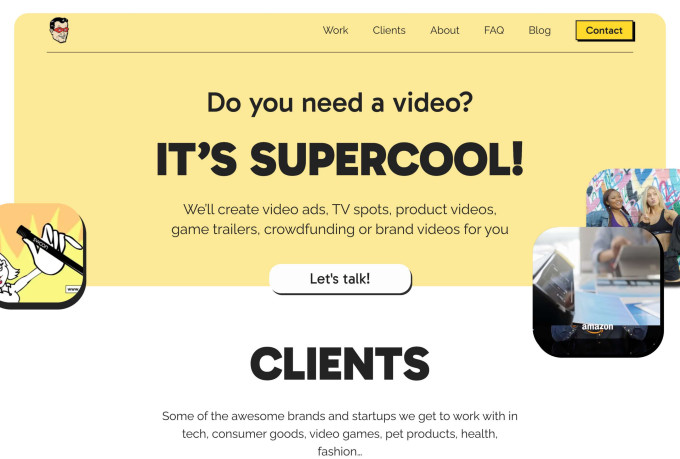 Work Clients About FAQ Blog Contact
Do you need a video?
IT’S SUPERCOOL!
We’ll create video ads, TV spots, product videos,
game trailers, crowdfunding or brand videos for you
Let's talk!
www.
amazon
CLIENTS
Some of the awesome brands and startups we get to work with in
tech, consumer goods, video games, pet products, health,
fashion…